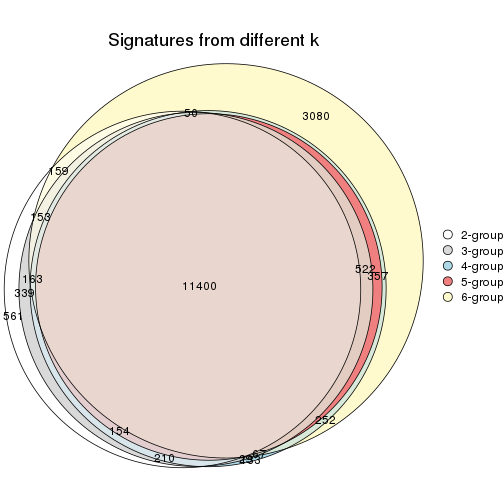 Signatures from different k
50
3080
159
153
522
357
163
339
11400
561
252
154
210
67
2-group
3-group
4-group
5-group
6-group